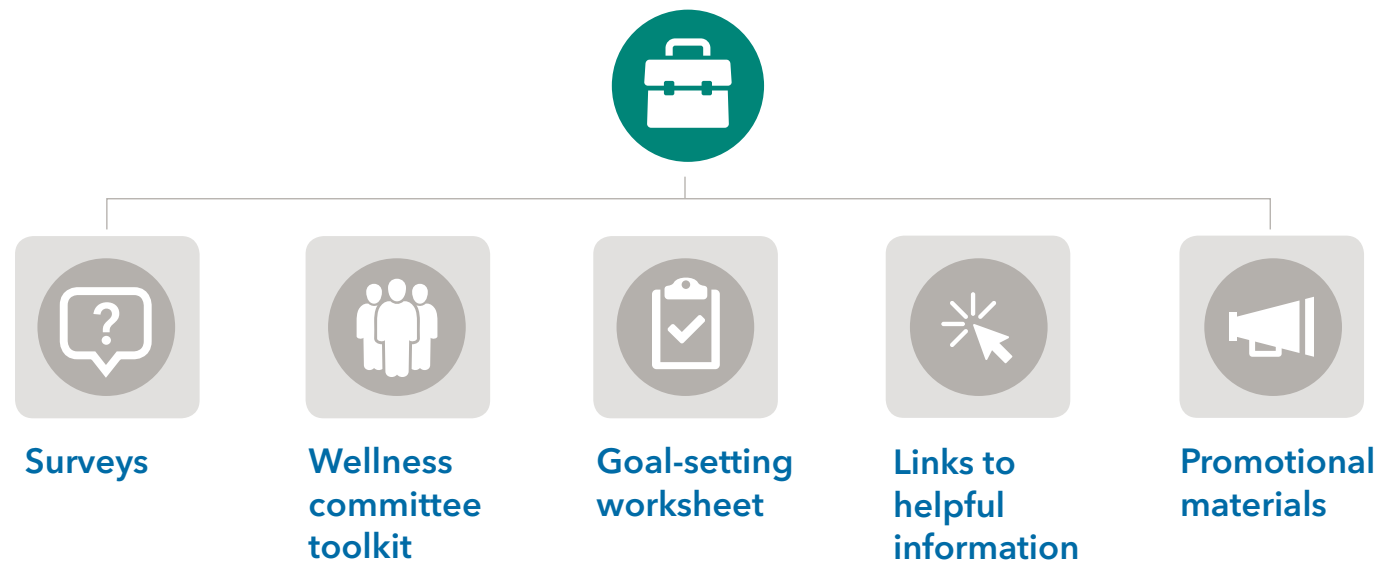 ?
Surveys
Wellness
committee
toolkit
Goal-setting
worksheet
Links to
helpful
information
Promotional
materials